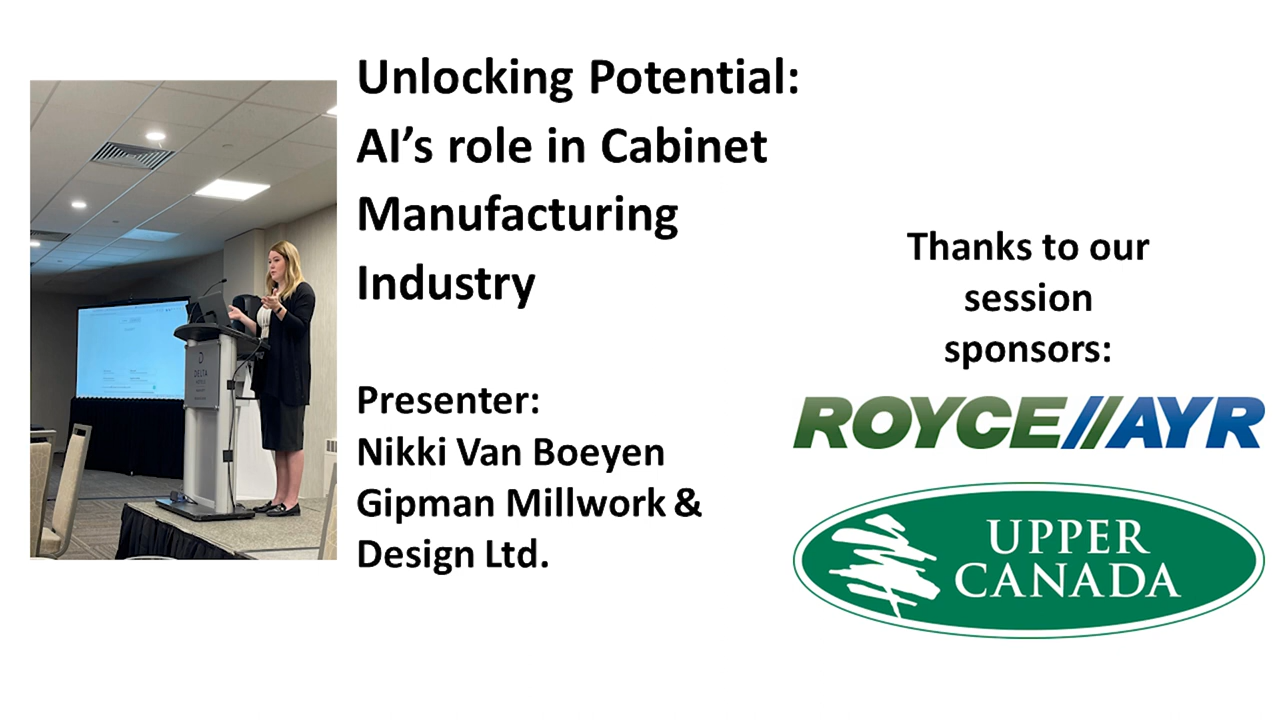 Unlocking Potential:
AI’s role in Cabinet
Manufacturing
Industry
Presenter:
Nikki Van Boeyen
Gipman Millwork &
Design Ltd.
Thanks to our
session
sponsors:
ROYCE//AYR
UPPER
CANADA
DELTA